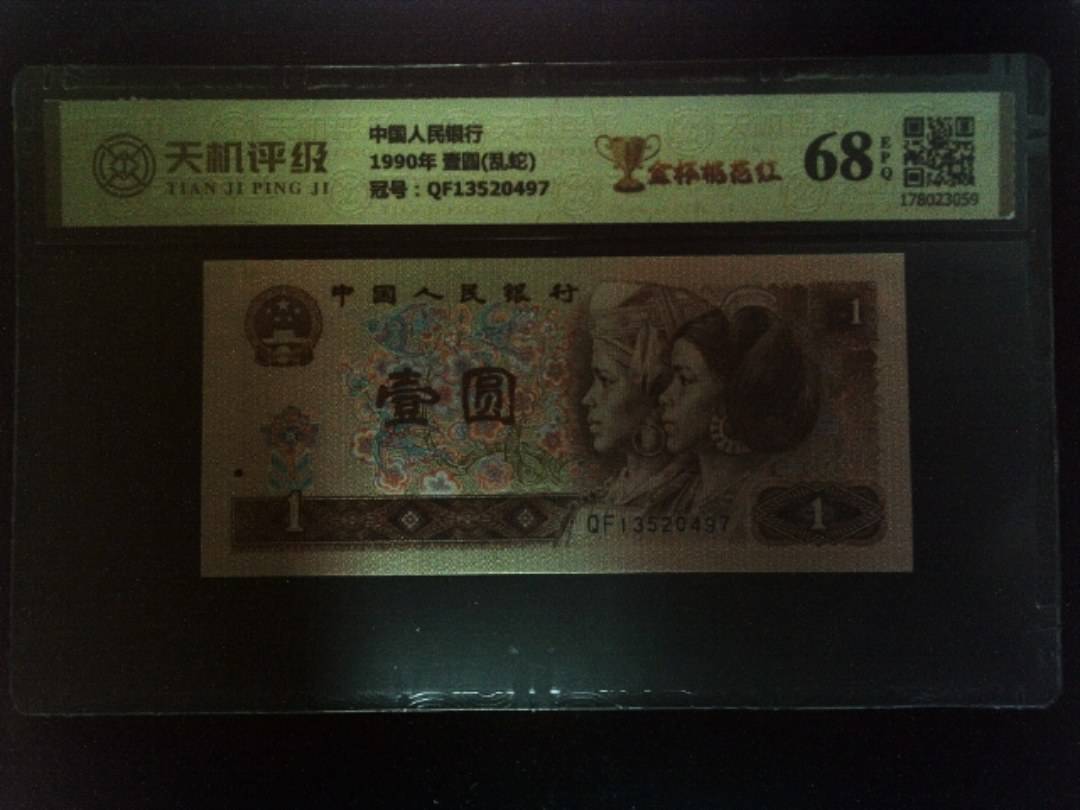 天机评级
TIAN JI PING JI
中国人民银行
1990年 壹圆(乱蛇)
冠号：QF13520497
金杯桃花红
68
EPQ
178023059
中国人民银行
1
壹圆
1
QF13520497
1